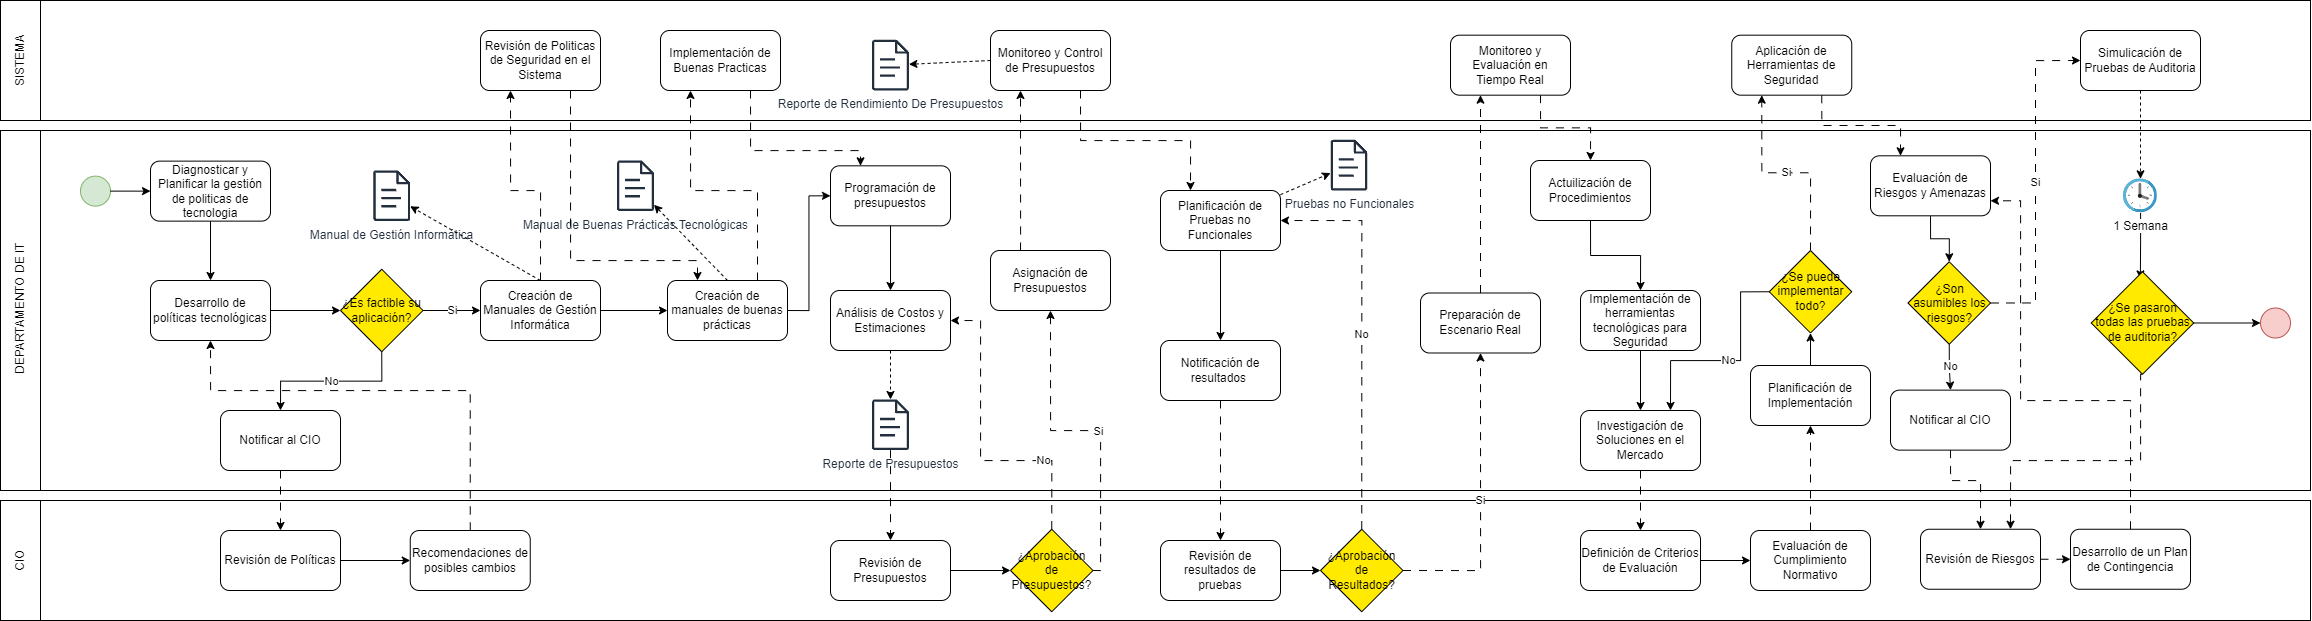 SISTEMA
Revisión de Politicas
de Seguridad en el
Sistema
Implementación de
Buenas Practicas
Reporte de Rendimiento De Presupuestos
Monitoreo y Control
de Presupuestos
Monitoreo y
Evaluación en
Tiempo Real
Aplicación de
Herramientas de
Seguridad
Simulicación de
Pruebas de Auditoria
DEPARTAMENTO DE IT
Diagnosticar y
Planificar la gestión
de politicas de
tecnologia
Desarrollo de
políticas tecnológicas
¿Es factible su
aplicación?
Si
No
Notificar al CIO
Manual de Gestión Informática
Creación de
Manuales de Gestión
Informática
Manual de Buenas Prácticas Tecnológicas
Creación de
manuales de buenas
prácticas
Programación de
presupuestos
Análisis de Costos y
Estimaciones
Reporte de Presupuestos
Asignación de
Presupuestos
No
Si
Planificación de
Pruebas no
Funcionales
Pruebas no Funcionales
Notificación de
resultados
No
Si
Preparación de
Escenario Real
Actuilización de
Procedimientos
Implementación de
herramientas
tecnológicas para
Seguridad
Investigación de
Soluciones en el
Mercado
No
Si
¿Se puede
implementar
todo?
Planificación de
Implementación
Evaluación de
Riesgos y Amenazas
¿Son
asumibles los
riesgos?
Si
No
Notificar al CIO
1 Semana
¿Se pasaron
todas las pruebas
de auditoria?
CIO
Revisión de Políticas
Recomendaciones de
posibles cambios
Revisión de
Presupuestos
¿Aprobación
de
Presupuestos?
Revisión de
resultados de
pruebas
¿Aprobación
de
Resultados?
Definición de Criterios
de Evaluación
Evaluación de
Cumplimiento
Normativo
Revisión de Riesgos
Desarrollo de un Plan
de Contingencia